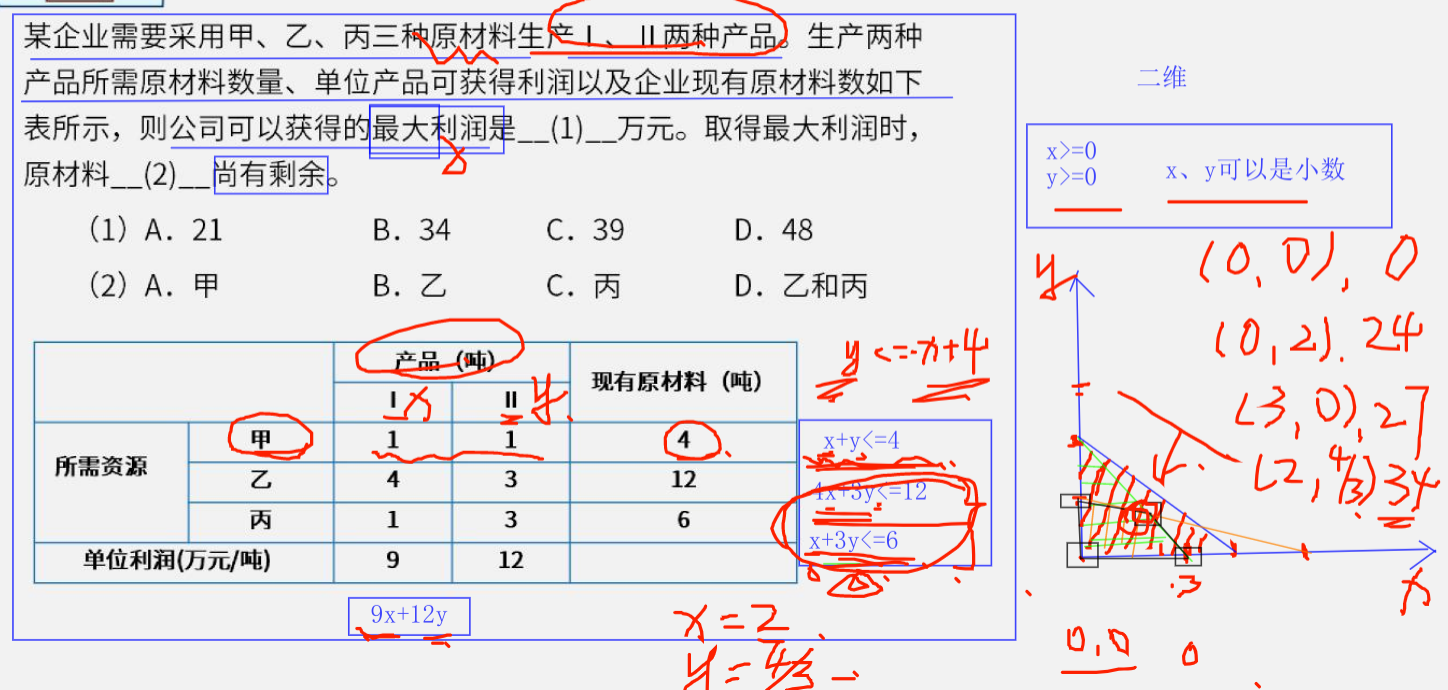 某企业需要采用甲、乙、丙三种原材料生产Ⅰ、Ⅱ两种产品。生产两种
产品所需原材料数量、单位产品可获得利润以及企业现有原材料数如下
表所示，则公司可以获得的最大利润是__(1)__万元。取得最大利润时，
原材料__(2)__尚有剩余。
（1）A．21 B．34 C．39 D．48
（2）A．甲 B．乙 C．丙 D．乙和丙
产品（吨） 现有原材料（吨）
Ⅰ x Ⅱ y
所需资源
甲 1 1 4
乙 4 3 12
丙 1 3 6
单位利润(万元/吨) 9 12
9x+12y
y<=-x+4
x+y<=4
4x+3y<=12
x+3y<=6
x=2
y=4/3
二维
x>=0
y>=0
x、y可以是小数
y
(0,0), 0
(0,2). 24
(3,0), 27
(2,4/3) 34
3
x
0,0 0